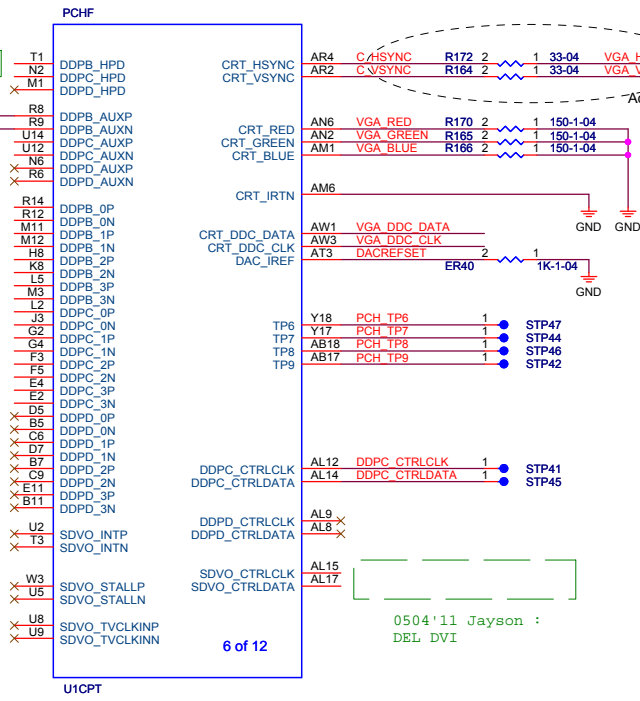 PCHF
T1 DDPB_HPD CRT_HSYNC AR4 C_HSYNC R172 2 1 33-04 VGA_H
N2 DDPC_HPD CRT_VSYNC AR2 C_VSYNC R164 2 1 33-04 VGA_V
M1 DDPD_HPD
R8 DDPB_AUXP
R9 DDPB_AUXN CRT_RED AN6 VGA_RED R170 2 1 150-1-04
U14 DDPC_AUXP CRT_GREEN AN2 VGA_GREEN R165 2 1 150-1-04
U12 DDPC_AUXN CRT_BLUE AM1 VGA_BLUE R166 2 1 150-1-04
N6 DDPD_AUXP
R6 DDPD_AUXN
CRT_IRTN AM6
GND GND
R14 DDPB_0P
R12 DDPB_0N
M11 DDPB_1P CRT_DDC_DATA AW1 VGA_DDC_DATA
M12 DDPB_1N CRT_DDC_CLK AW3 VGA_DDC_CLK
H8 DDPB_2P DAC_IREF AT3 DACREFSET ER40 2 1 1K-1-04
GND
K8 DDPB_2N
L5 DDPB_3P
M3 DDPB_3N
L2 DDPC_0P
J3 DDPC_0N TP6 Y18 PCH_TP6 1 STP47
G2 DDPC_1P TP7 Y17 PCH_TP7 1 STP44
G4 DDPC_1N TP8 AB18 PCH_TP8 1 STP46
F3 DDPC_2P TP9 AB17 PCH_TP9 1 STP42
F5 DDPC_2N
E4 DDPC_3P
E2 DDPC_3N
D5 DDPD_0P
B5 DDPD_0N
C6 DDPD_1P
D7 DDPD_1N
B7 DDPD_2P DDPC_CTRLCLK AL12 DDPC_CTRLCLK 1 STP41
C9 DDPD_2N DDPC_CTRLDATA AL14 DDPC_CTRLDATA 1 STP45
E11 DDPD_3P
B11 DDPD_3N
DDPD_CTRLCLK AL9
U2 SDVO_INTP DDPD_CTRLDATA AL8
T3 SDVO_INTN
SDVO_CTRLCLK AL15
W3 SDVO_STALLP SDVO_CTRLDATA AL17
U5 SDVO_STALLN
U8 SDVO_TVCLKINP
U9 SDVO_TVCLKINN
0504'11 Jayson :
DEL DVI
6 of 12
U1CPT